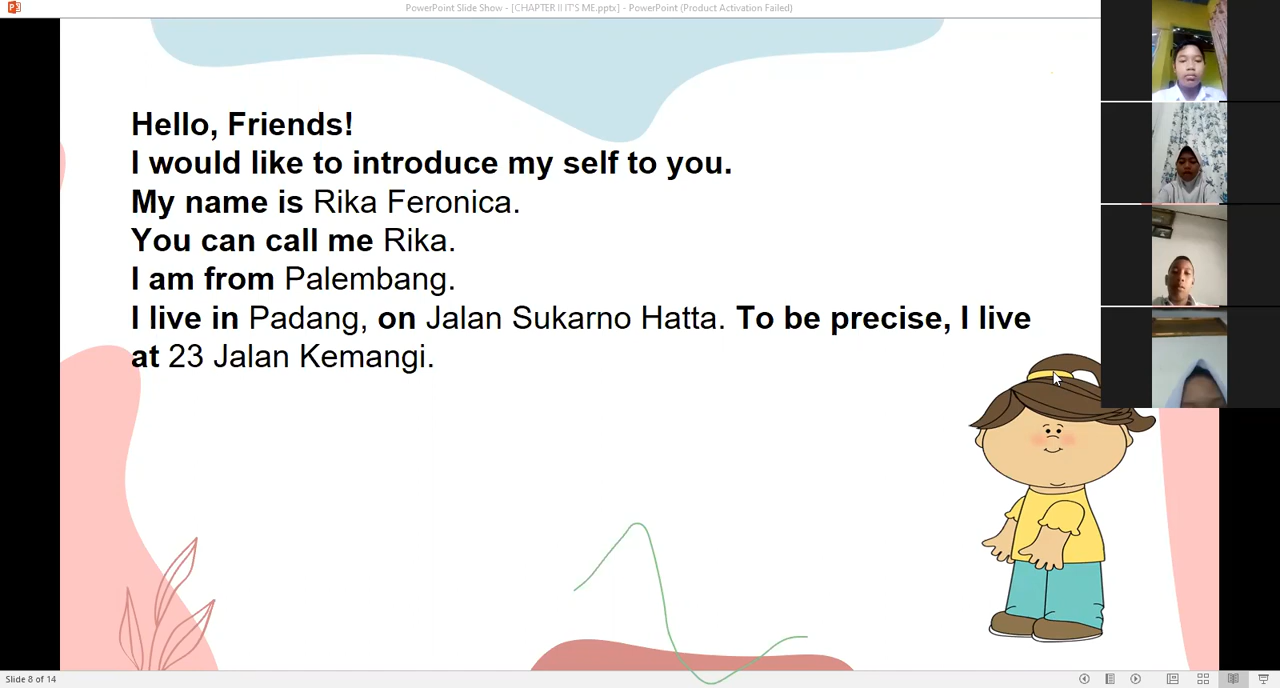 PowerPoint Slide Show - [CHAPTER II IT'S ME.pptx] - PowerPoint (Product Activation Failed)
Hello, Friends!
I would like to introduce my self to you.
My name is Rika Feronica.
You can call me Rika.
I am from Palembang.
I live in Padang, on Jalan Sukarno Hatta. To be precise, I live
at 23 Jalan Kemangi.
Slide 8 of 14